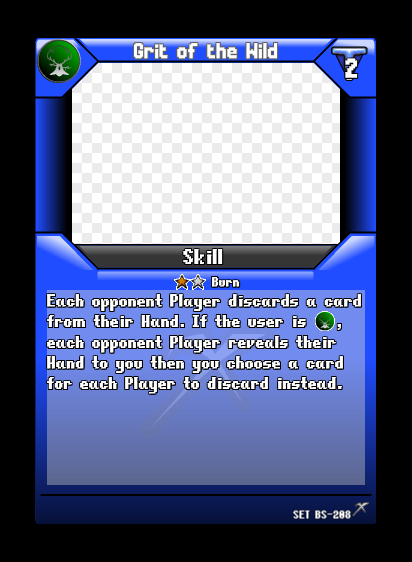 Grit of the Wild
2
Skill
Burn
Each opponent Player discards a card
from their Hand. If the user is ,
each opponent Player reveals their
Hand to you then you choose a card
for each Player to discard instead.
SET BS-208